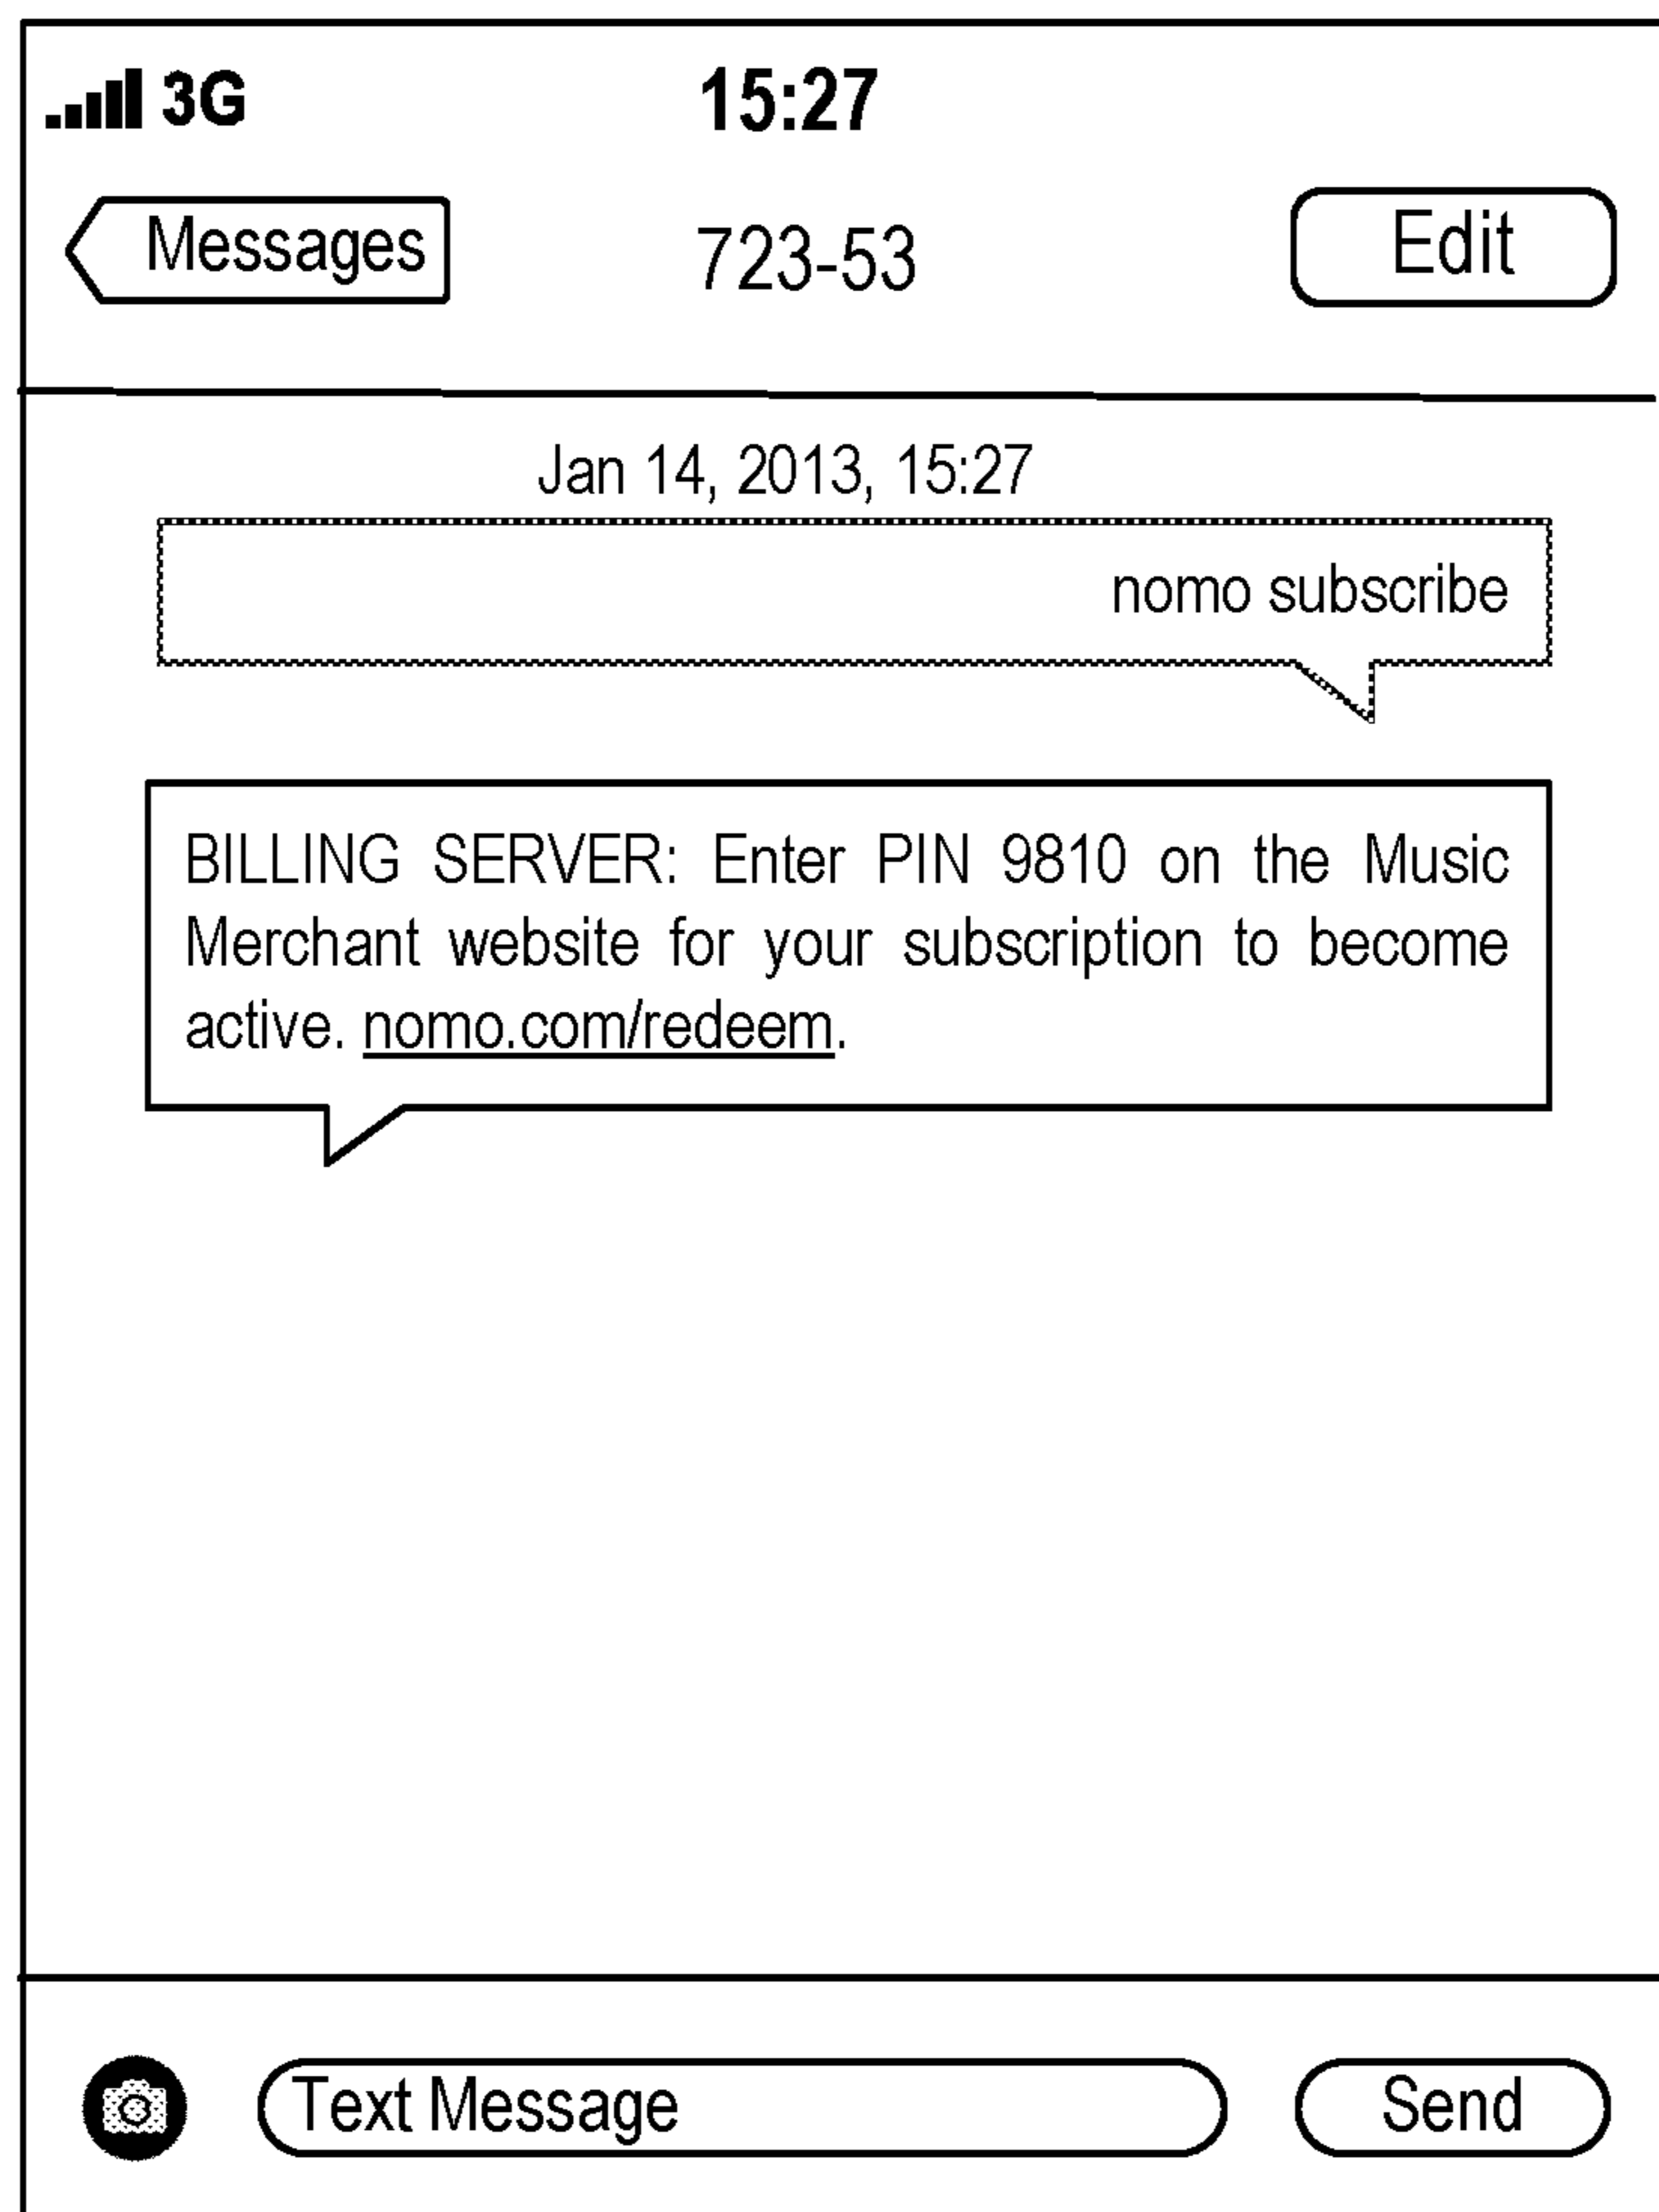 3G 15:27
Messages 723-53 Edit
Jan 14, 2013, 15:27
nomo subscribe
BILLING SERVER: Enter PIN 9810 on the Music
Merchant website for your subscription to become
active. nomo.com/redeem.
Text Message Send